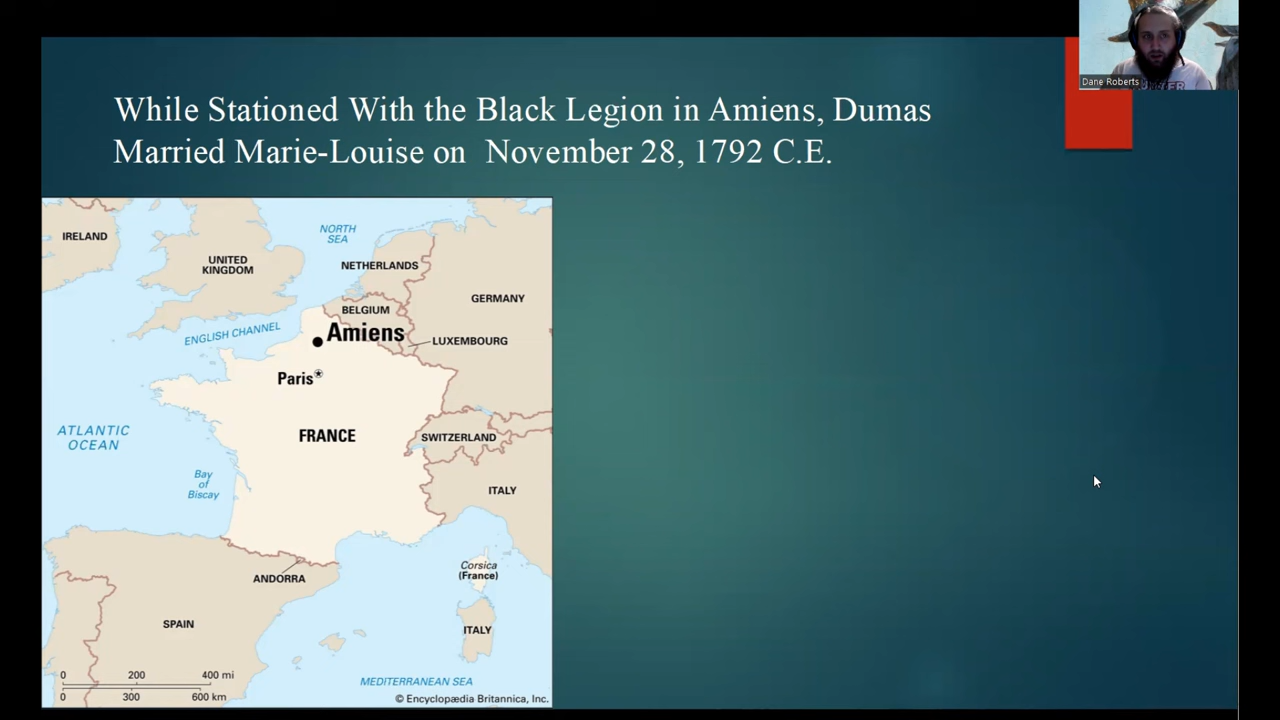 Dane Roberts
While Stationed With the Black Legion in Amiens, Dumas
Married Marie-Louise on November 28, 1792 C.E.
IRELAND
UNITED
KINGDOM
NORTH
SEA
NETHERLANDS
GERMANY
BELGIUM
ENGLISH CHANNEL
Amiens
LUXEMBOURG
Paris
ATLANTIC
OCEAN
FRANCE
SWITZERLAND
Bay
of
Biscay
ITALY
Corsica
(France)
ANDORRA
SPAIN
ITALY
0 200 400 mi
0 300 600 km
MEDITERRANEAN SEA
© Encyclopædia Britannica, Inc.